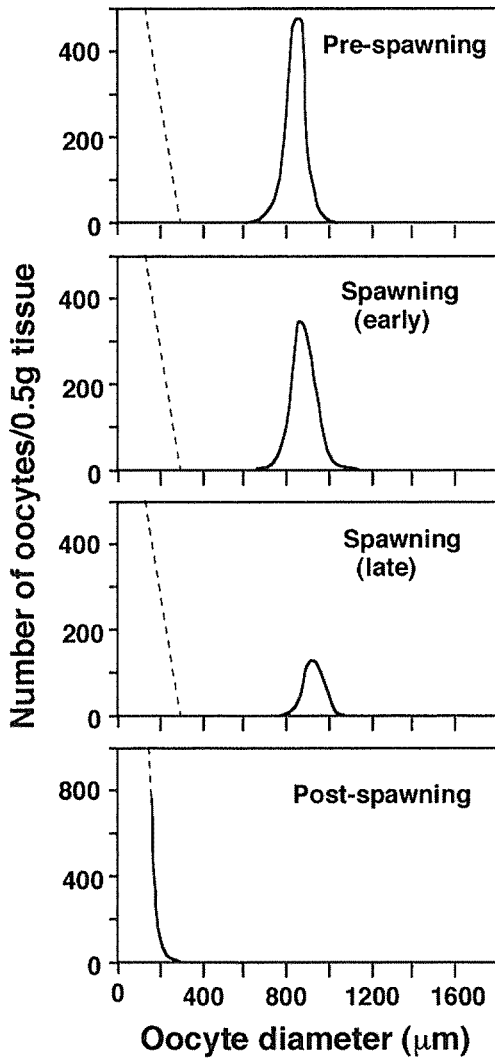 Number of oocytes/0.5g tissue
400
200
0
Pre-spawning
400
200
0
Spawning
(early)
400
200
0
Spawning
(late)
800
400
0
Post-spawning
0 400 800 1200 1600
Oocyte diameter (μm)